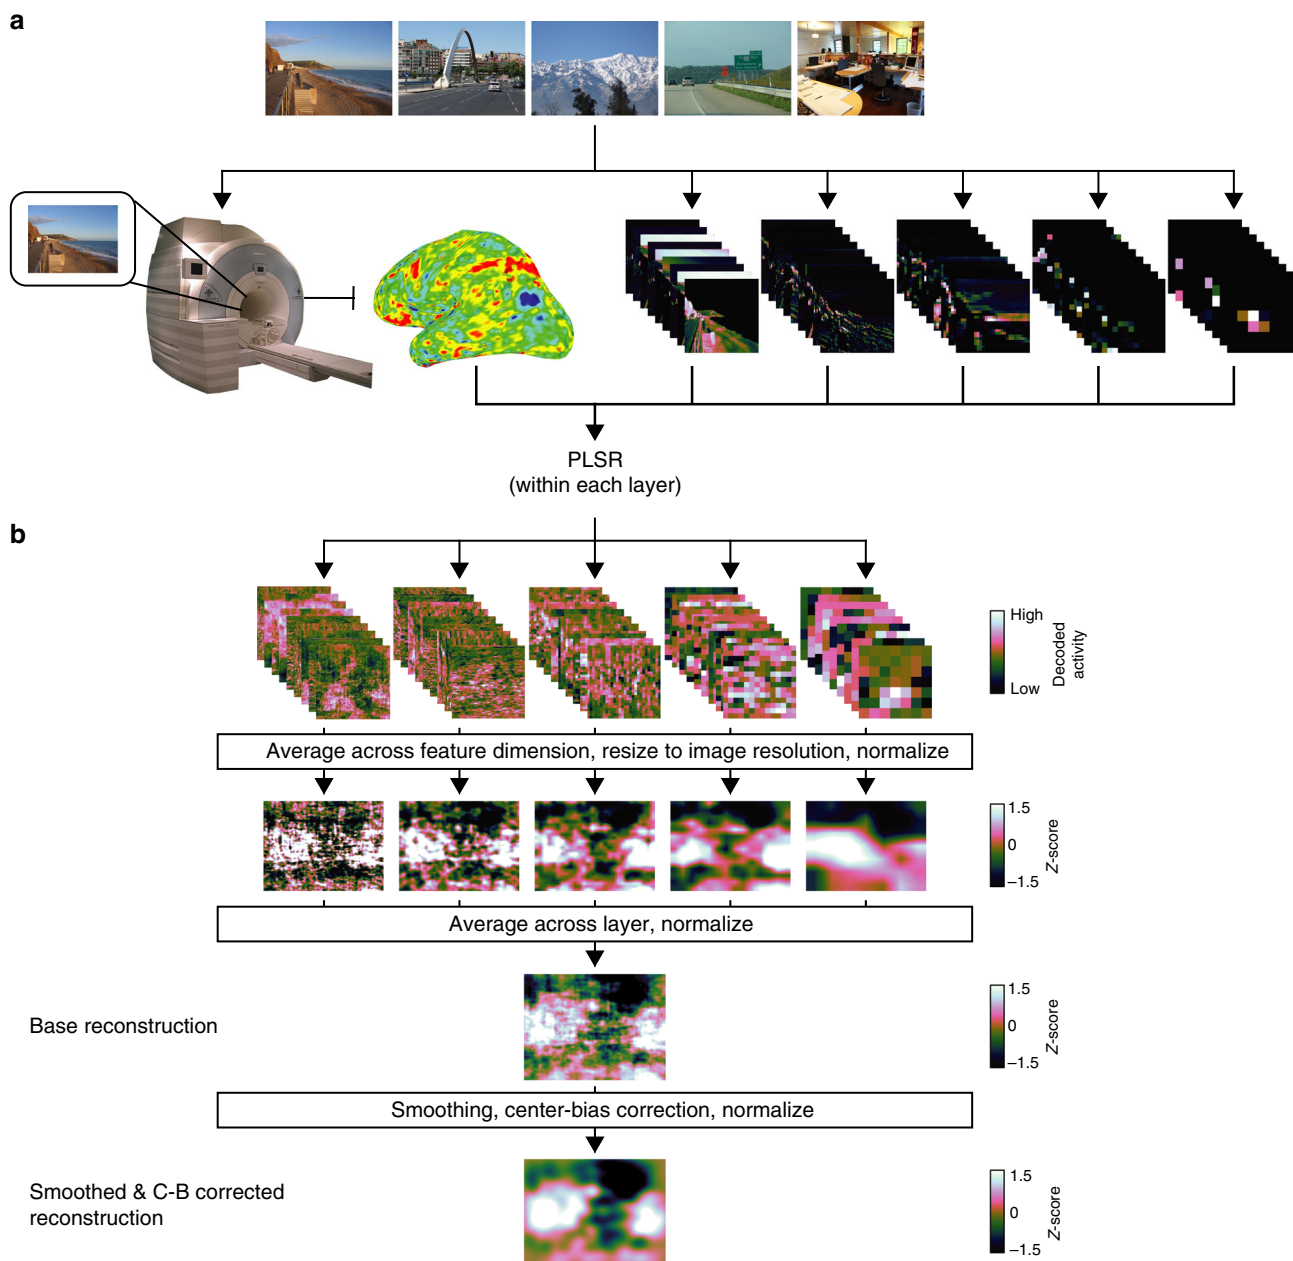 a
PLSR
(within each layer)
b
High
Low
Decoded
activity
Average across feature dimension, resize to image resolution, normalize
1.5
0
–1.5
Z-score
Average across layer, normalize
Base reconstruction
1.5
0
–1.5
Z-score
Smoothing, center-bias correction, normalize
Smoothed & C-B corrected
reconstruction
1.5
0
–1.5
Z-score